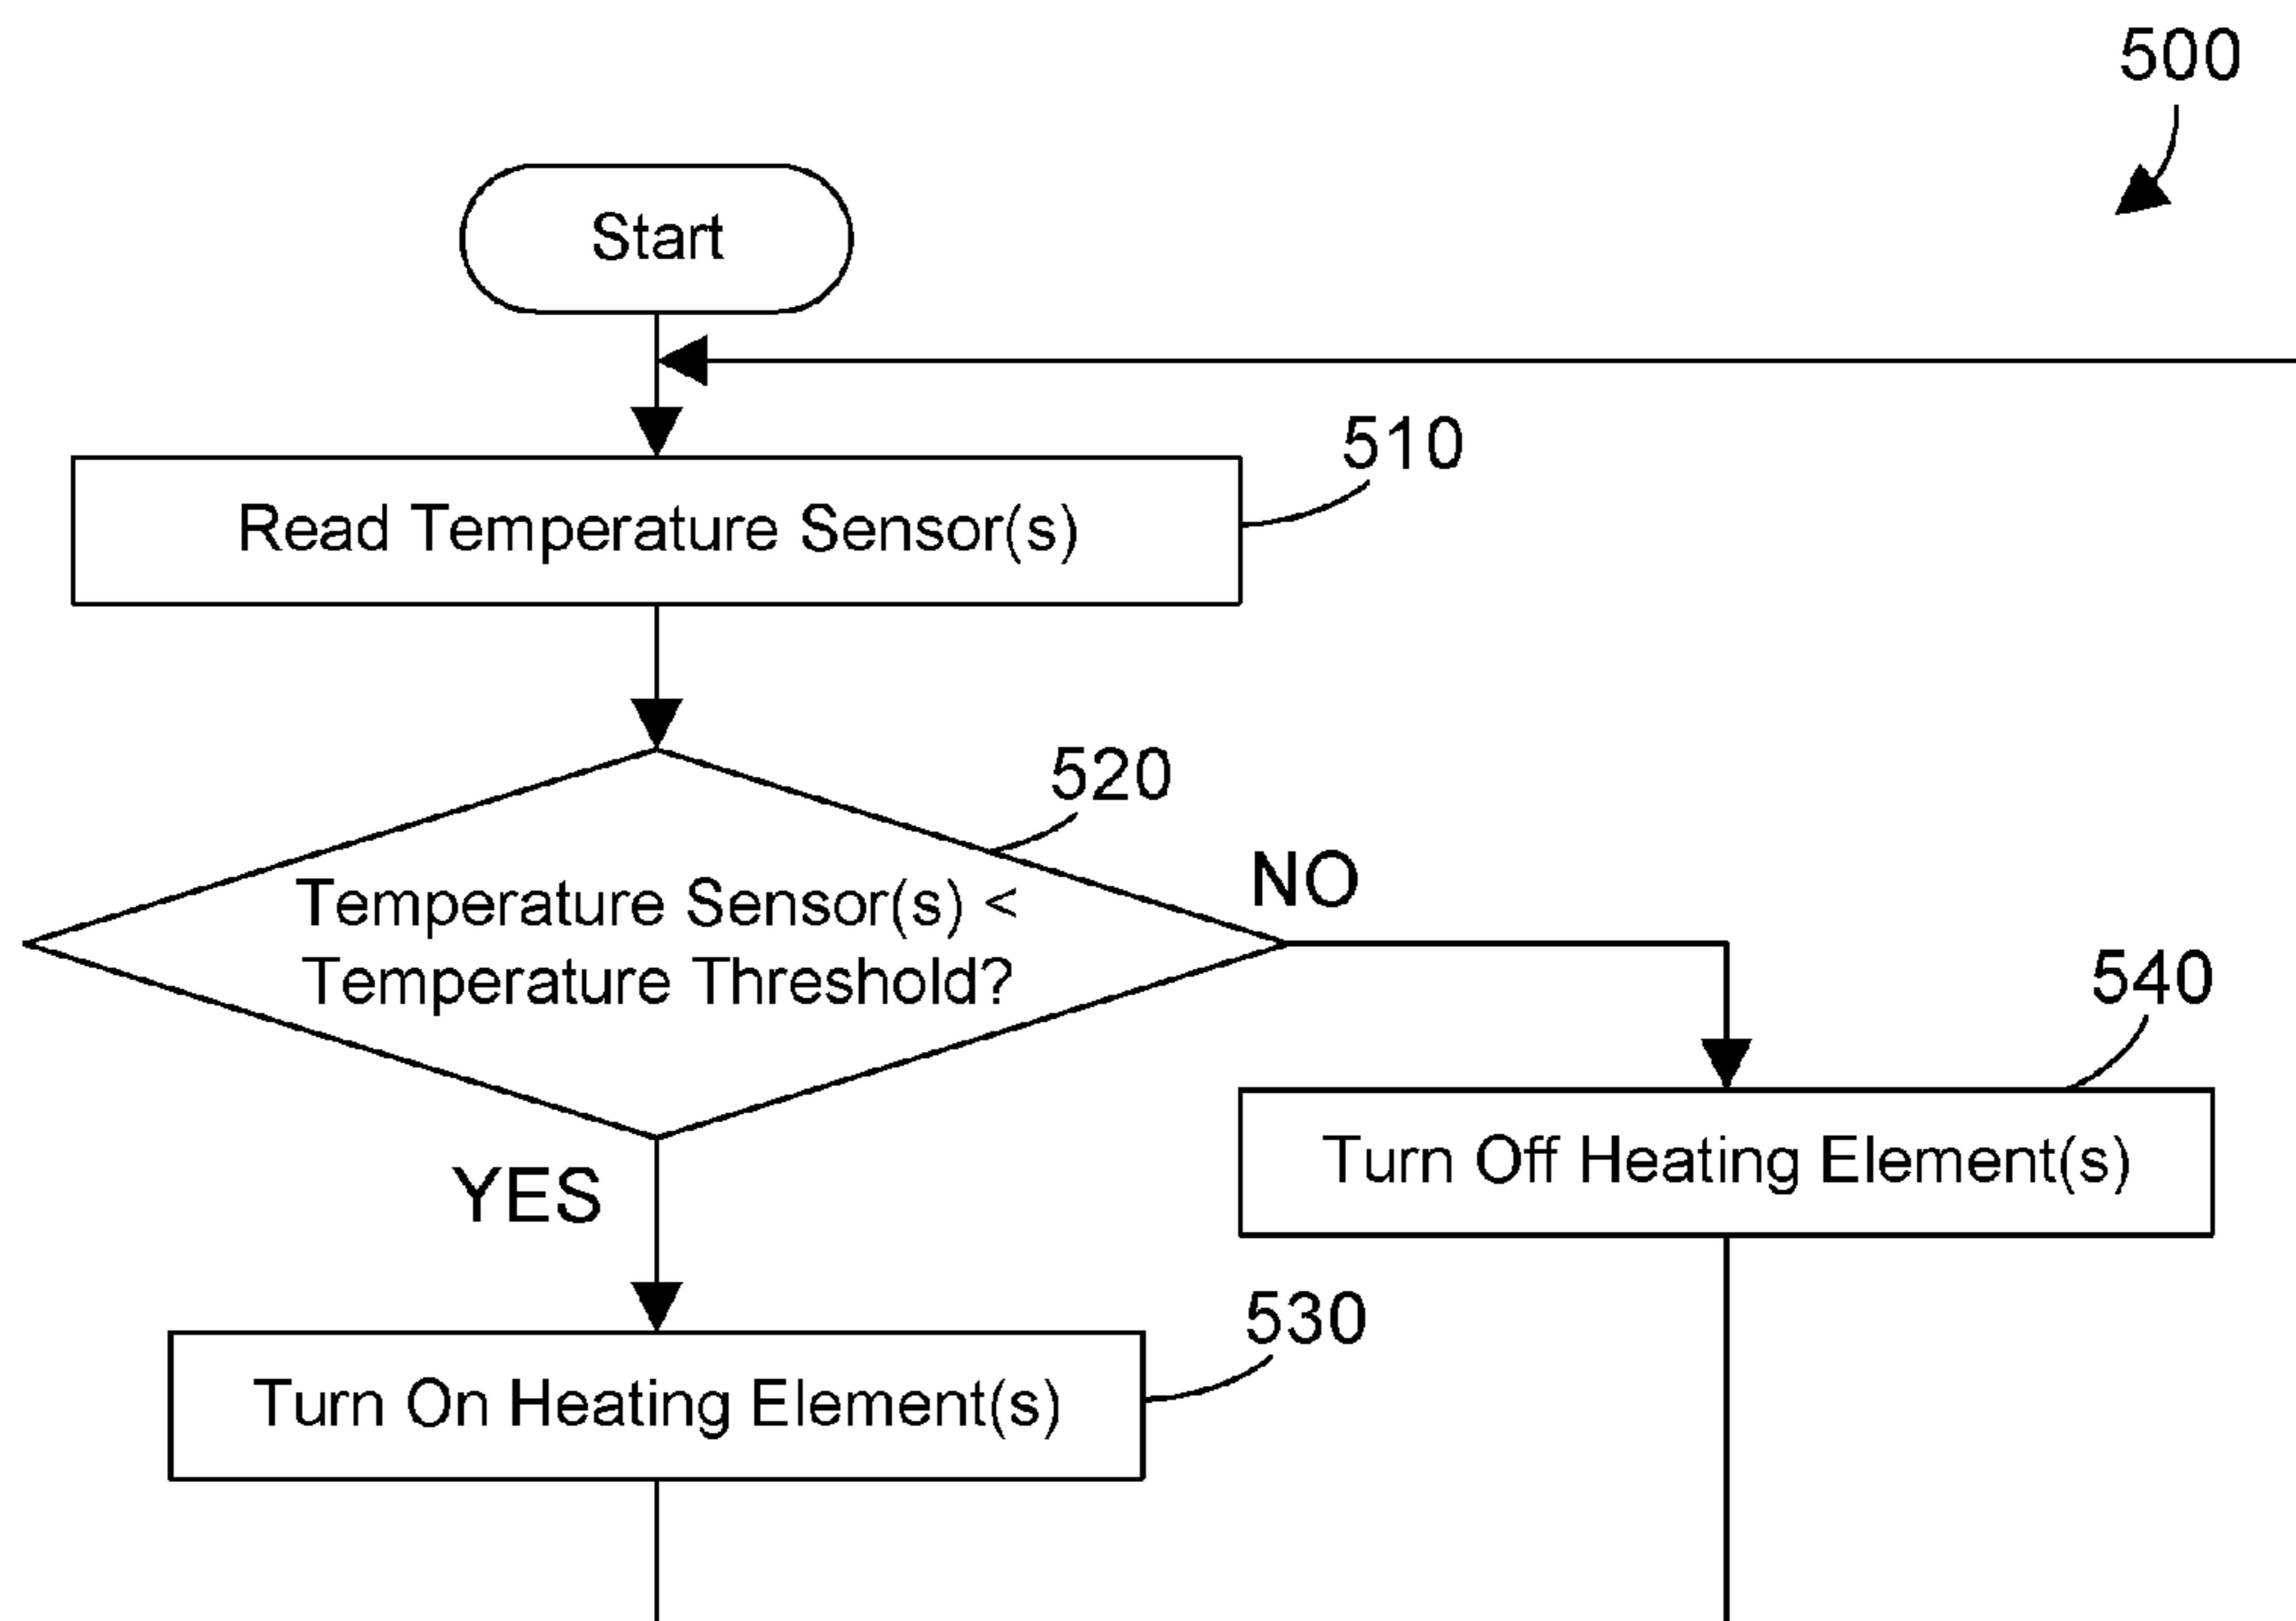 500
Start
510
Read Temperature Sensor(s)
520
Temperature Sensor(s) <
Temperature Threshold?
NO
540
Turn Off Heating Element(s)
YES
530
Turn On Heating Element(s)